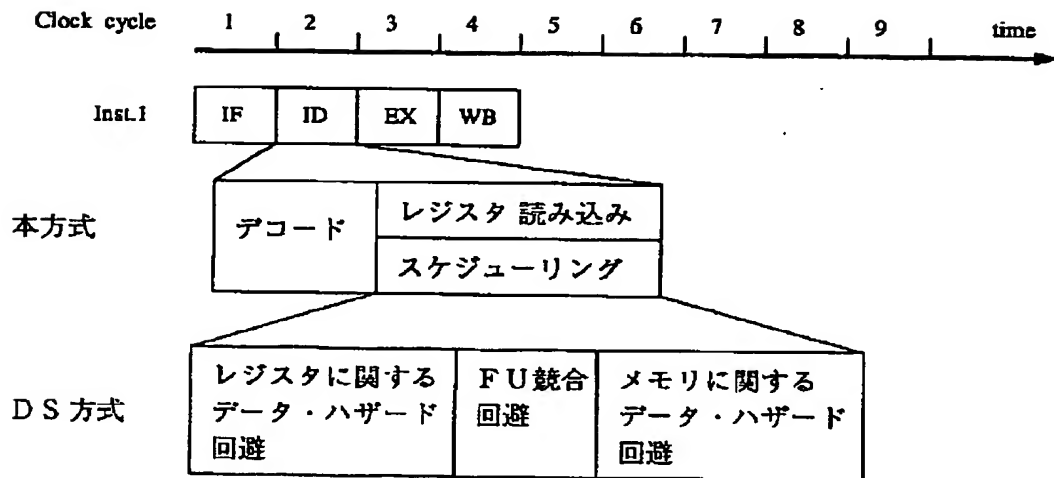 Clock cycle 1 2 3 4 5 6 7 8 9 time
Inst.1 IF ID EX WB
本方式 デコード レジスタ 読み込み
スケジューリング
DS方式 レジスタに関する FU競合 メモリに関する
データ・ハザード 回避 データ・ハザード
回避 回避